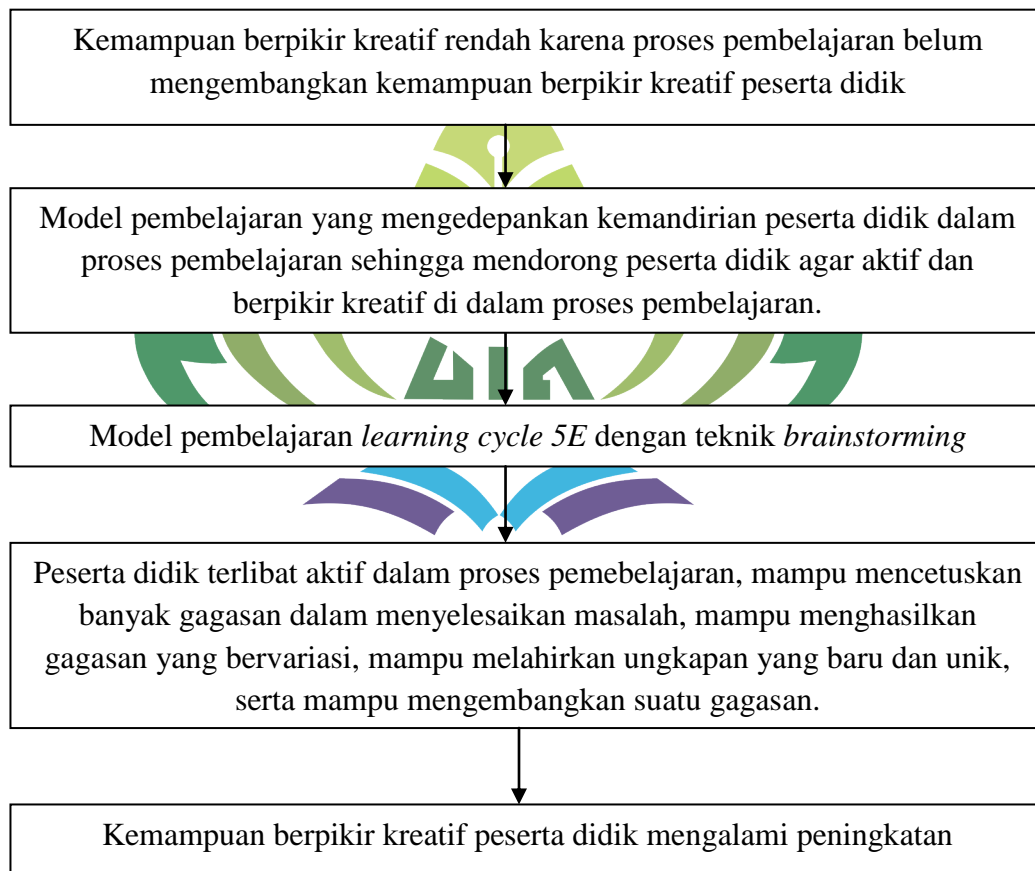 Kemampuan berpikir kreatif rendah karena proses pembelajaran belum
mengembangkan kemampuan berpikir kreatif peserta didik
Model pembelajaran yang mengedepankan kemandirian peserta didik dalam
proses pembelajaran sehingga mendorong peserta didik agar aktif dan
berpikir kreatif di dalam proses pembelajaran.
Model pembelajaran learning cycle 5E dengan teknik brainstorming
Peserta didik terlibat aktif dalam proses pemebelajaran, mampu mencetuskan
banyak gagasan dalam menyelesaikan masalah, mampu menghasilkan
gagasan yang bervariasi, mampu melahirkan ungkapan yang baru dan unik,
serta mampu mengembangkan suatu gagasan.
Kemampuan berpikir kreatif peserta didik mengalami peningkatan